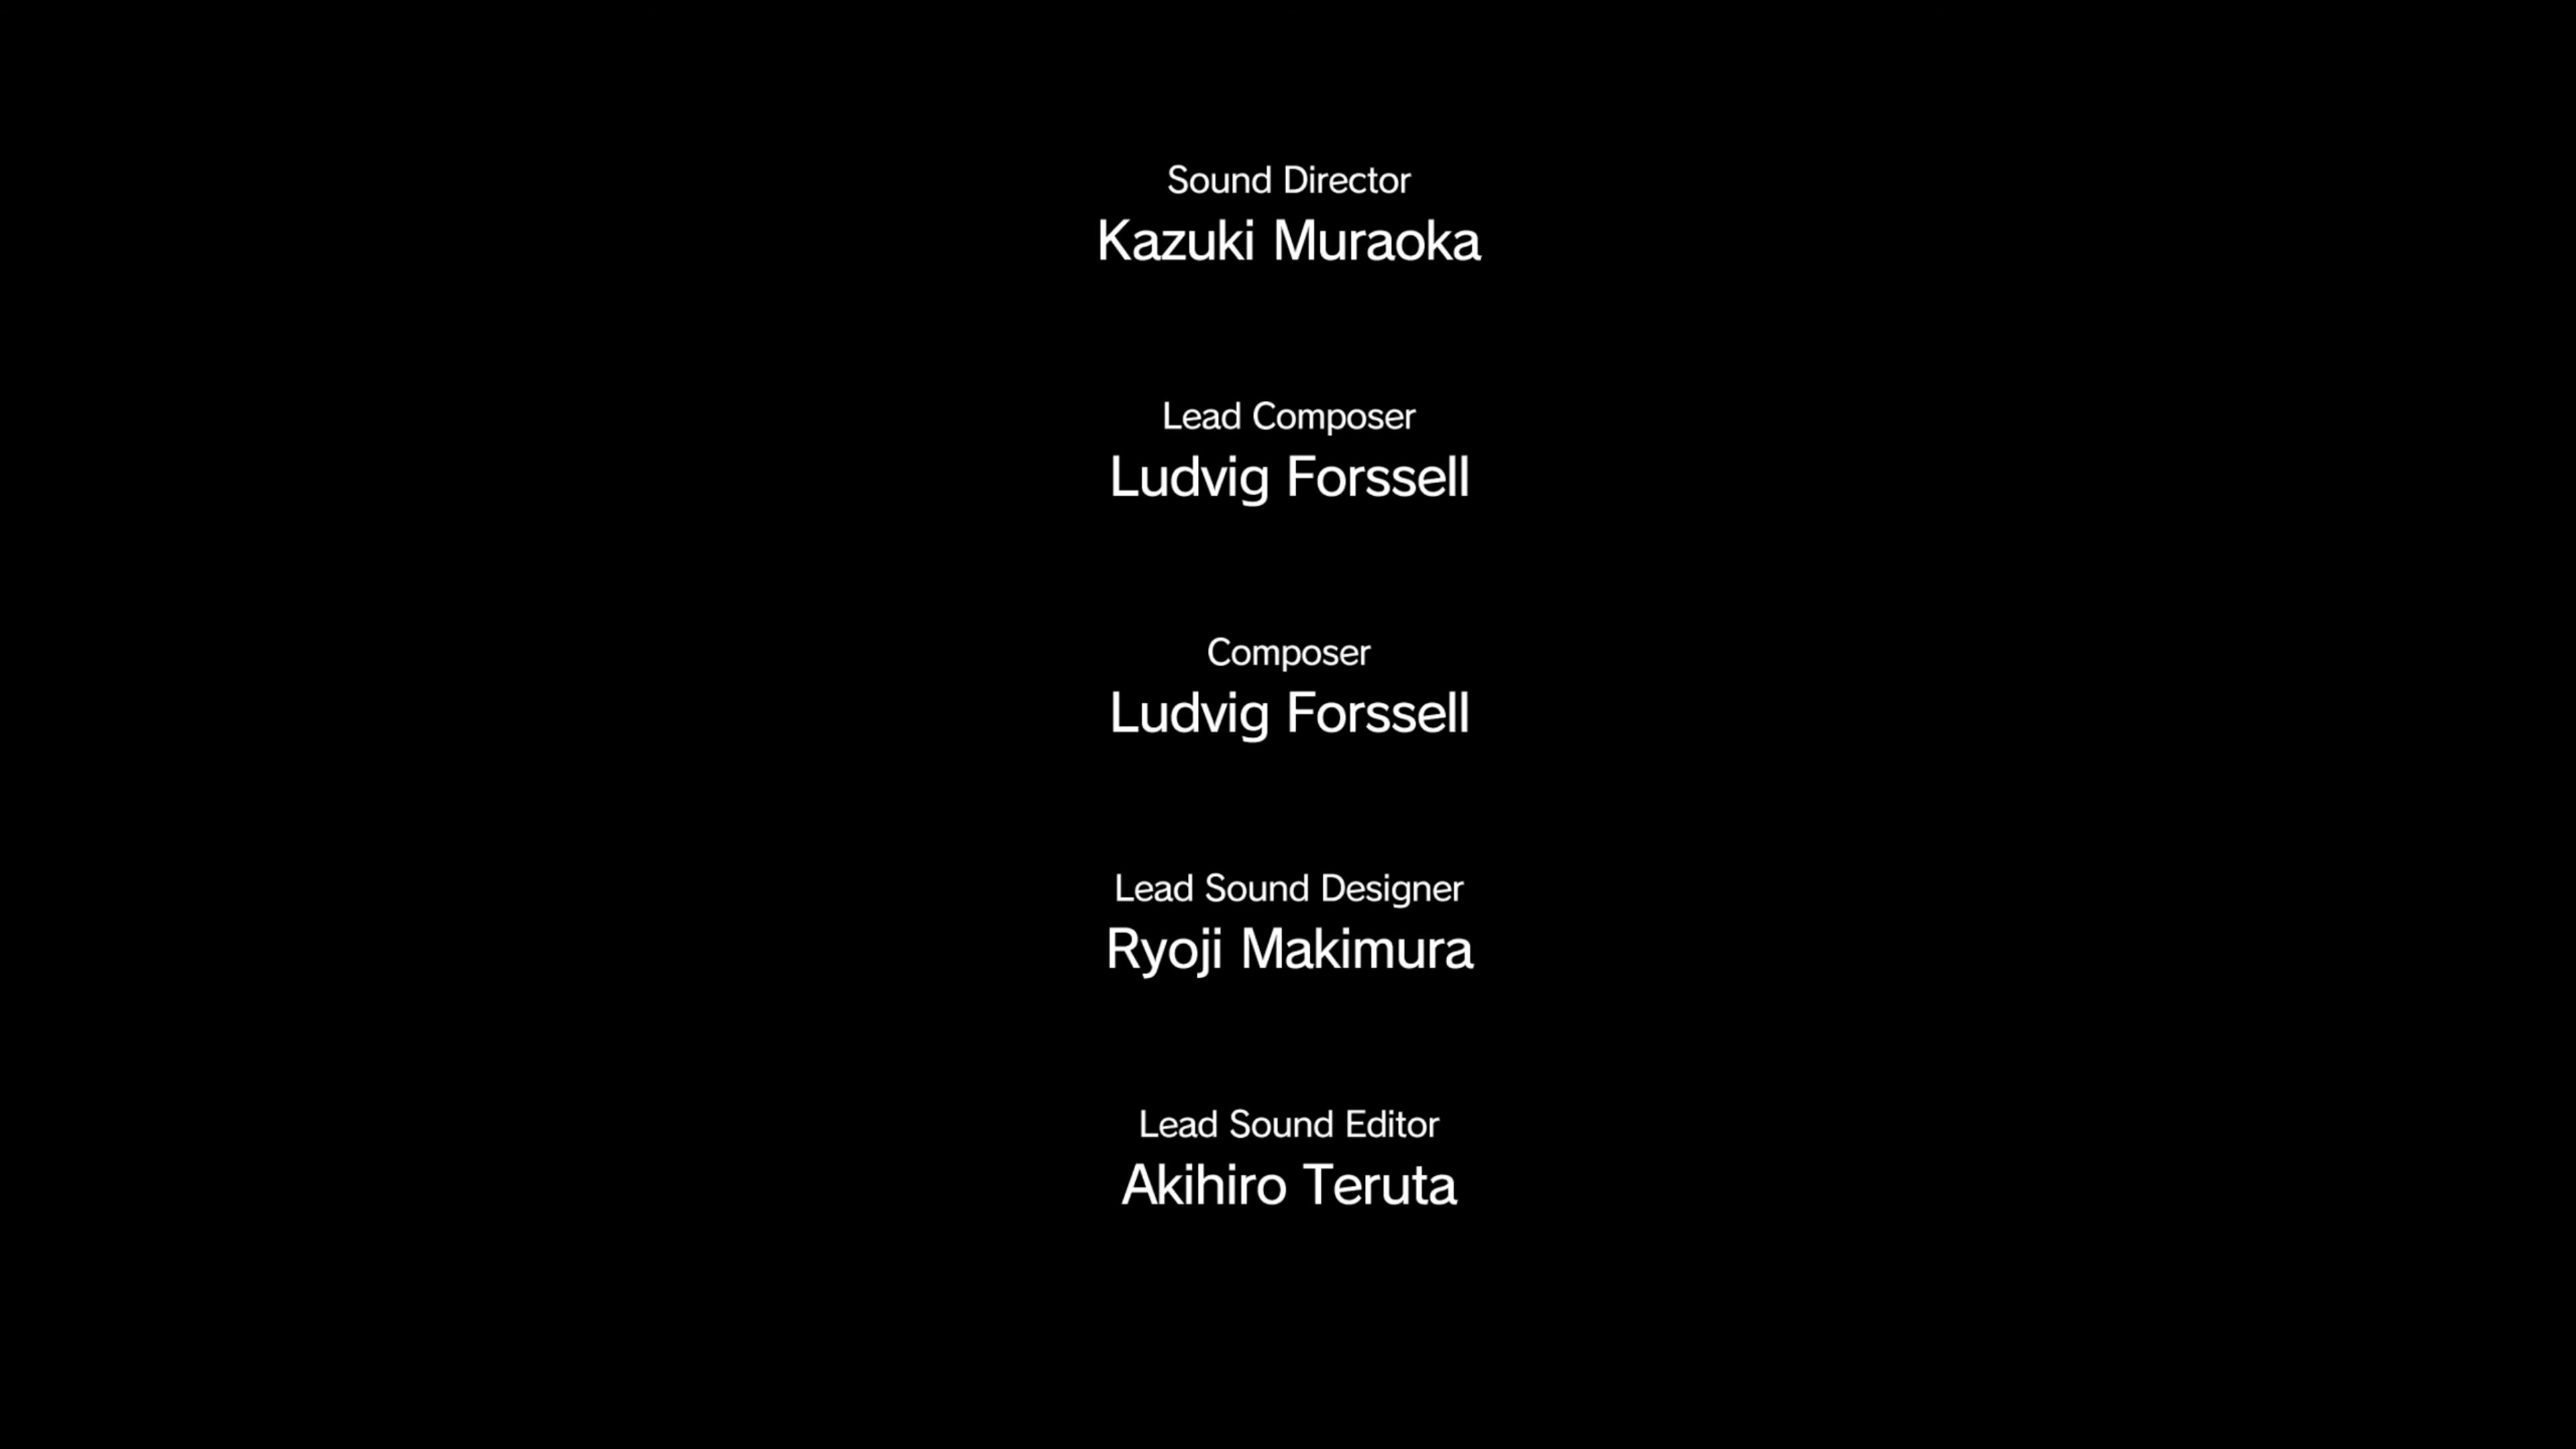 Sound Director
Kazuki Muraoka
Lead Composer
Ludvig Forssell
Composer
Ludvig Forssell
Lead Sound Designer
Ryoji Makimura
Lead Sound Editor
Akihiro Teruta